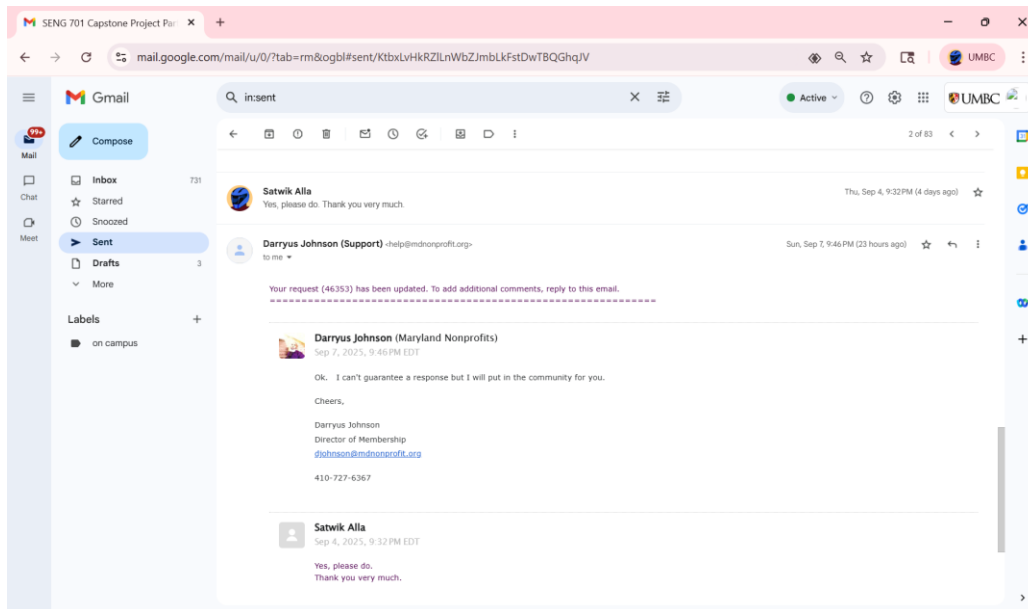 SENG 701 Capstone Project Par
mail.google.com/mail/u/0/?tab=rm&ogbl#sent/KtbxLvHkRZlLnWbZJmbLkFstDwTBQGhqJV
UMBC
Gmail
in:sent
Active
UMBC
99+
Mail
Chat
Meet
Compose
Inbox 731
Starred
Snoozed
Sent
Drafts 3
More
Labels
on campus
2 of 83
Satwik Alla
Thu, Sep 4, 9:32 PM (4 days ago)
Yes, please do. Thank you very much.
Darryus Johnson (Support) <help@mdnonprofit.org>
Sun, Sep 7, 9:46 PM (23 hours ago)
to me
Your request (46353) has been updated. To add additional comments, reply to this email.
=============================================================
Darryus Johnson (Maryland Nonprofits)
Sep 7, 2025, 9:46 PM EDT
Ok. I can't guarantee a response but I will put in the community for you.
Cheers,
Darryus Johnson
Director of Membership
djohnson@mdnonprofit.org
410-727-6367
Satwik Alla
Sep 4, 2025, 9:32 PM EDT
Yes, please do.
Thank you very much.